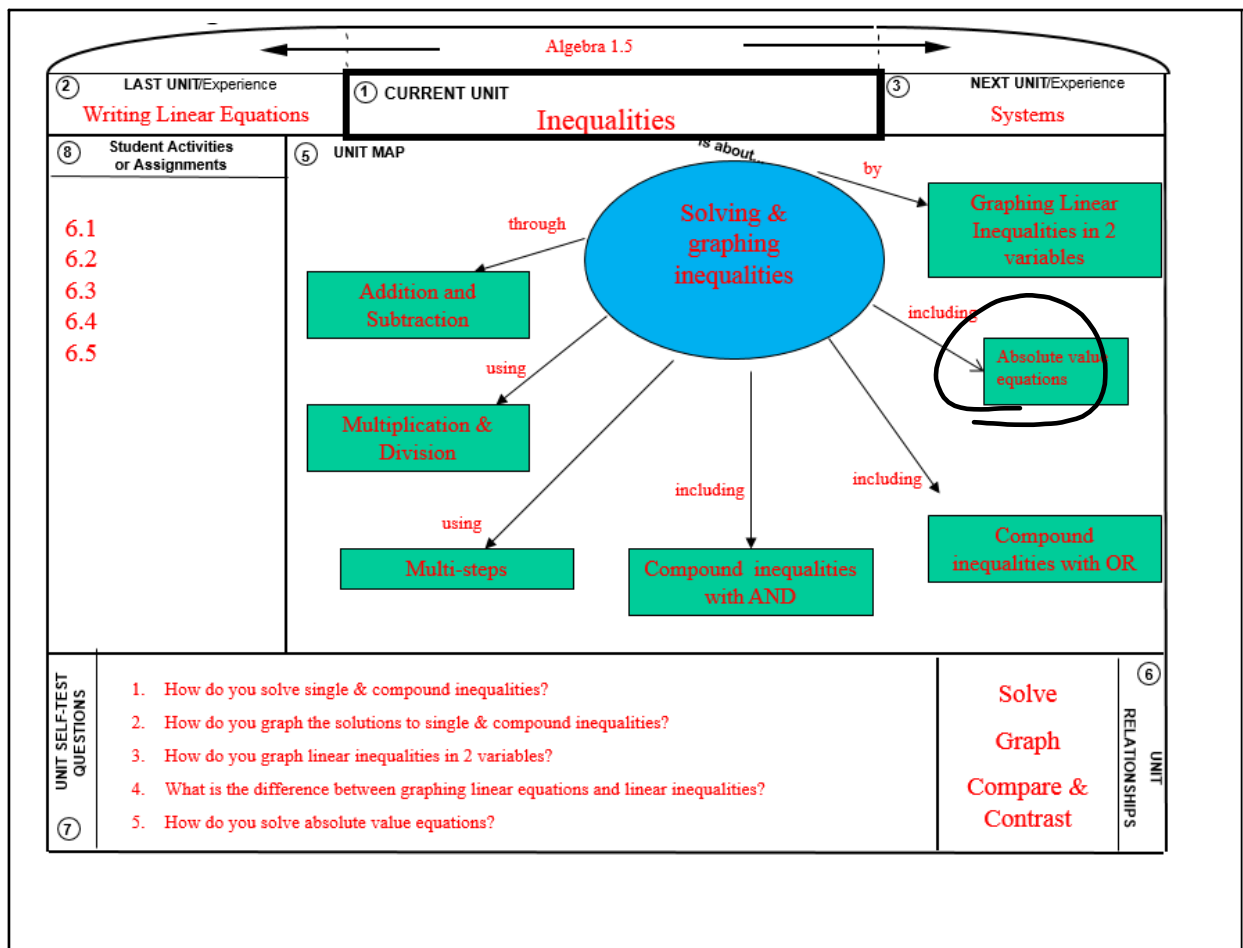 Algebra 1.5
2 LAST UNIT/Experience
Writing Linear Equations
1 CURRENT UNIT
Inequalities
3 NEXT UNIT/Experience
Systems
8 Student Activities
or Assignments
6.1
6.2
6.3
6.4
6.5
5 UNIT MAP
is about...
Solving &
graphing
inequalities
by
Graphing Linear
Inequalities in 2
variables
through
Addition and
Subtraction
including
Absolute value
equations
using
Multiplication &
Division
including
Compound
inequalities with OR
including
Compound inequalities
with AND
using
Multi-steps
UNIT SELF-TEST
QUESTIONS
7
1. How do you solve single & compound inequalities?
2. How do you graph the solutions to single & compound inequalities?
3. How do you graph linear inequalities in 2 variables?
4. What is the difference between graphing linear equations and linear inequalities?
5. How do you solve absolute value equations?
Solve
Graph
Compare &
Contrast
6
UNIT
RELATIONSHIPS